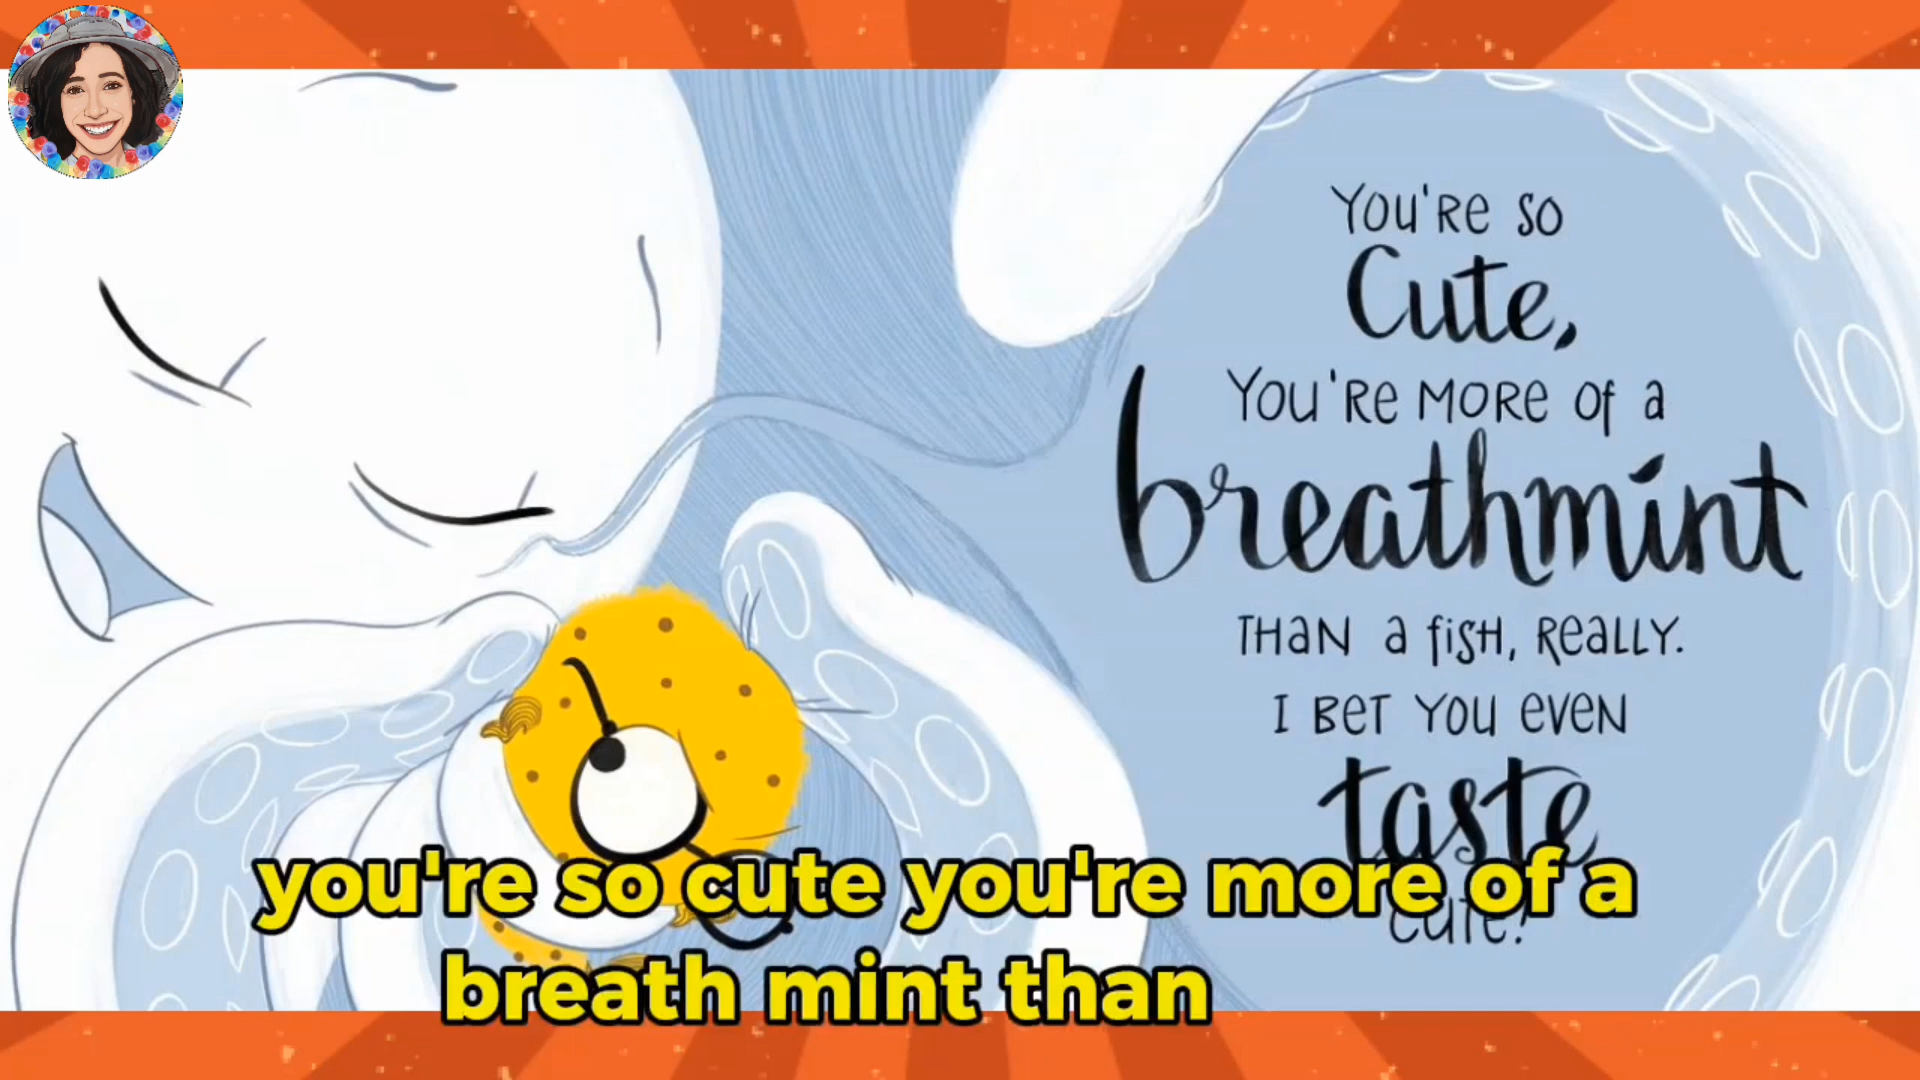 You're so
Cute,
You're more of a
breathmint
than a fish, really.
I bet you even
taste
cute!
you're so cute you're more of a
breath mint than